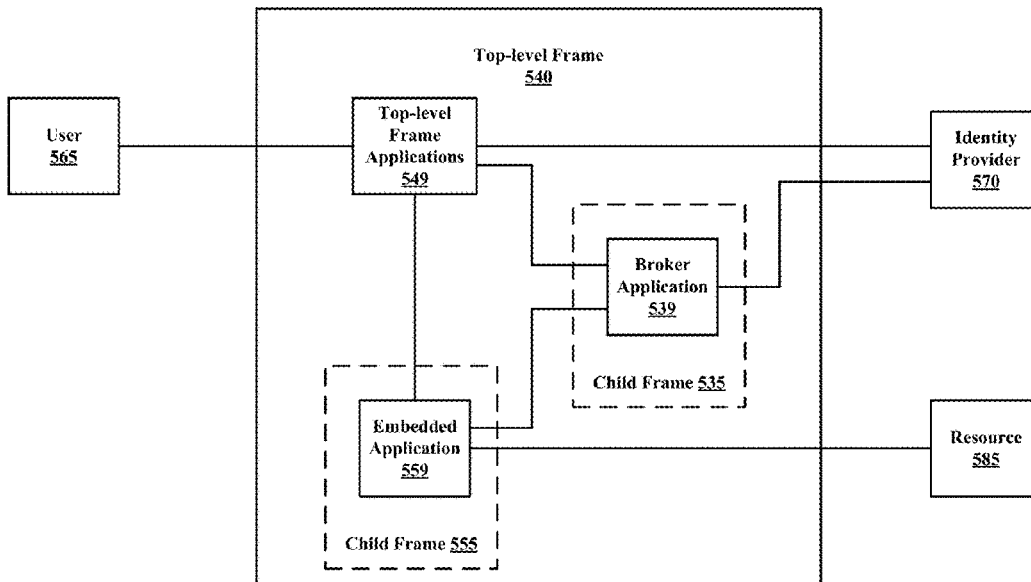 Top-level Frame
540
User
565
Top-level
Frame
Applications
549
Identity
Provider
570
Broker
Application
539
Child Frame 535
Embedded
Application
559
Child Frame 555
Resource
585